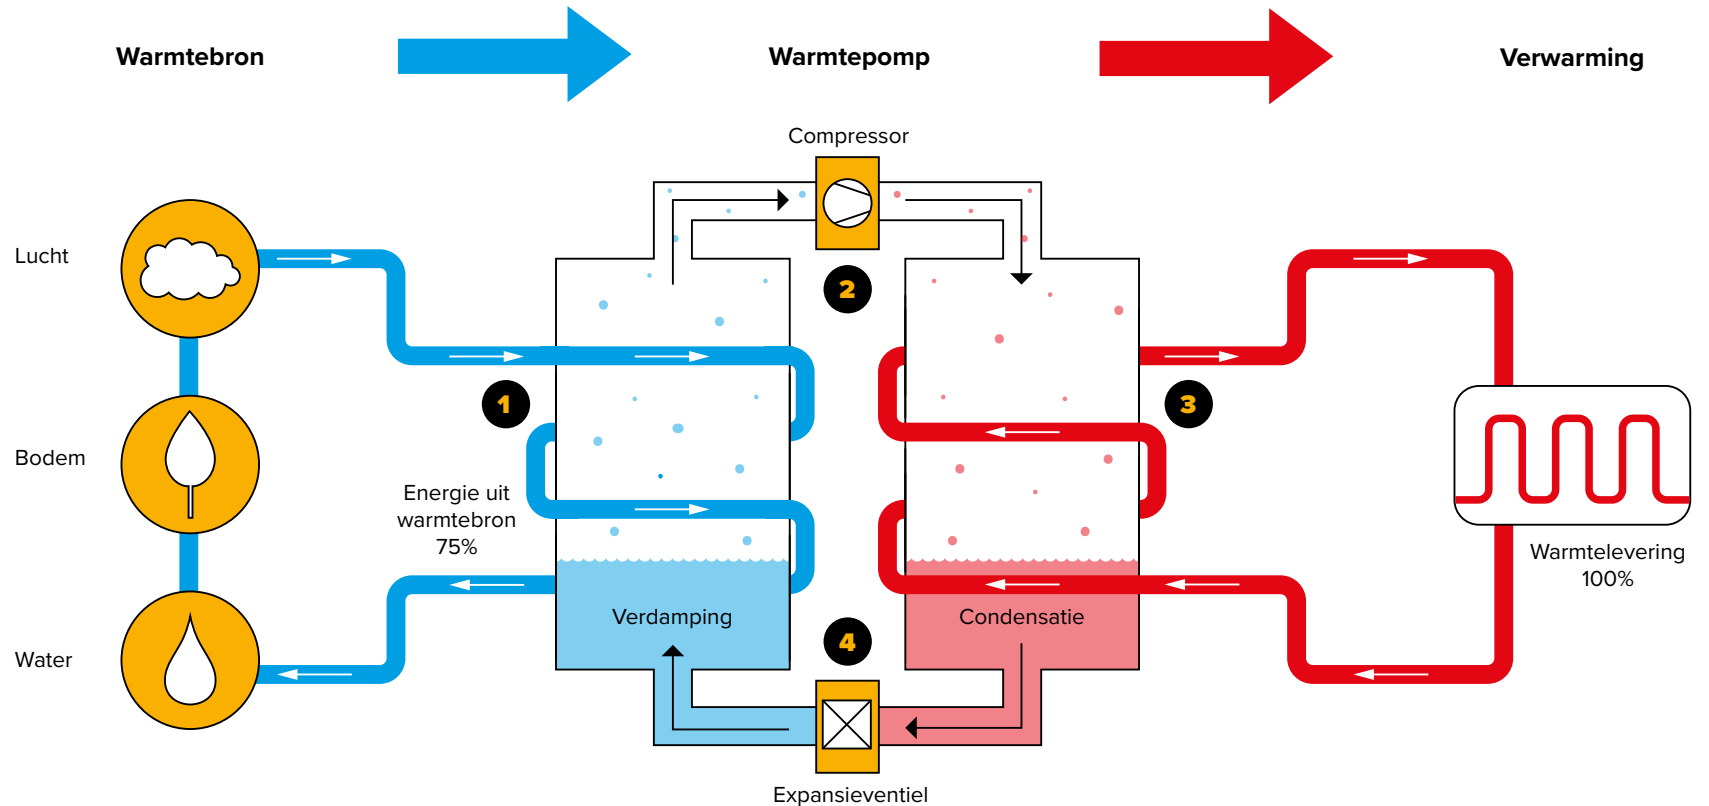 Warmtebron
Warmtepomp
Verwarming
Compressor
Lucht
2
1
3
Bodem
Energie uit
warmtebron
75%
Warmtelevering
100%
Verdamping
Condensatie
4
Water
Expansieventiel